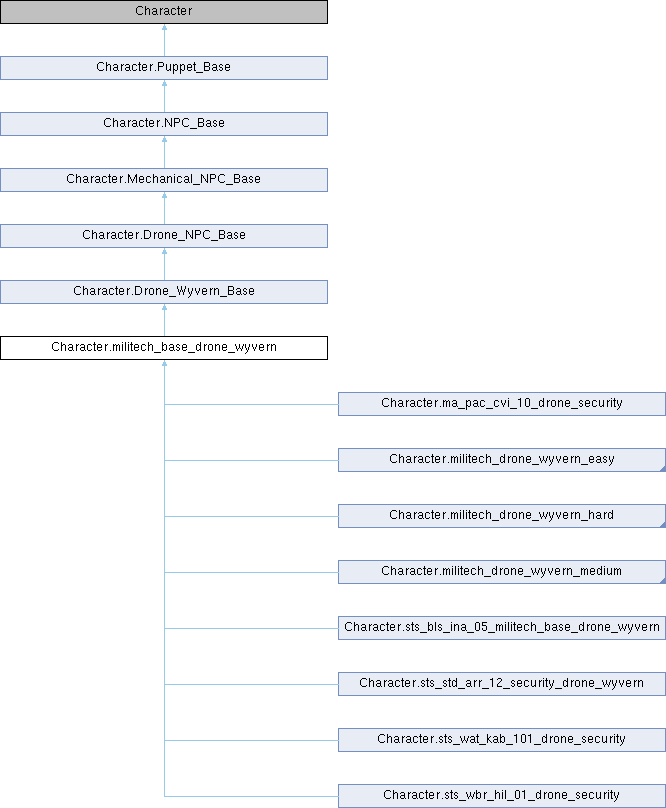 Character
Character.Puppet_Base
Character.NPC_Base
Character.Mechanical_NPC_Base
Character.Drone_NPC_Base
Character.Drone_Wyvern_Base
Character.militech_base_drone_wyvern
Character.ma_pac_cvi_10_drone_security
Character.militech_drone_wyvern_easy
Character.militech_drone_wyvern_hard
Character.militech_drone_wyvern_medium
Character.sts_bls_ina_05_militech_base_drone_wyvern
Character.sts_std_arr_12_security_drone_wyvern
Character.sts_wat_kab_101_drone_security
Character.sts_wbr_hil_01_drone_security